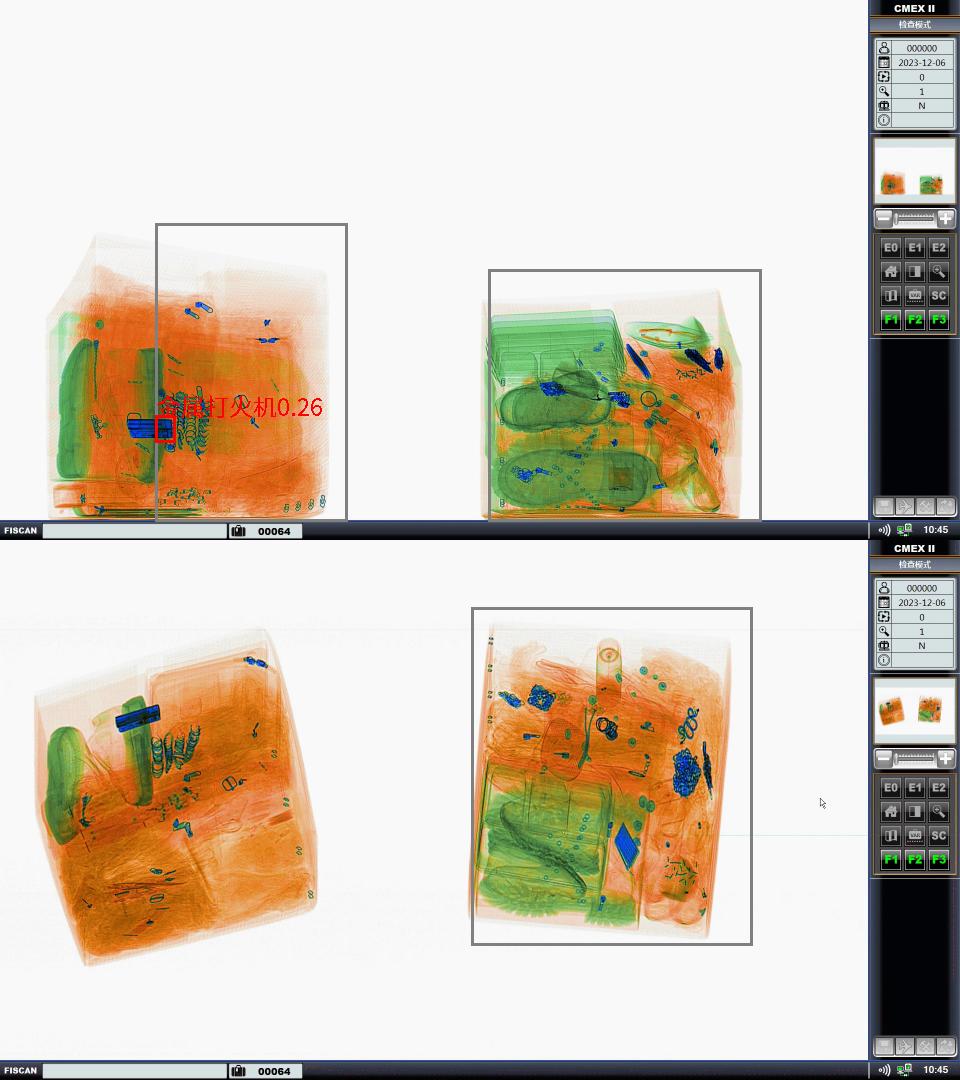 CMEX II
检查模式
000000
2023-12-06
0
1
N
E0 E1 E2
SC
F1 F2 F3
金属打火机0.26
FISCAN
00064
10:45
CMEX II
检查模式
000000
2023-12-06
0
1
N
E0 E1 E2
SC
F1 F2 F3
FISCAN
00064
10:45